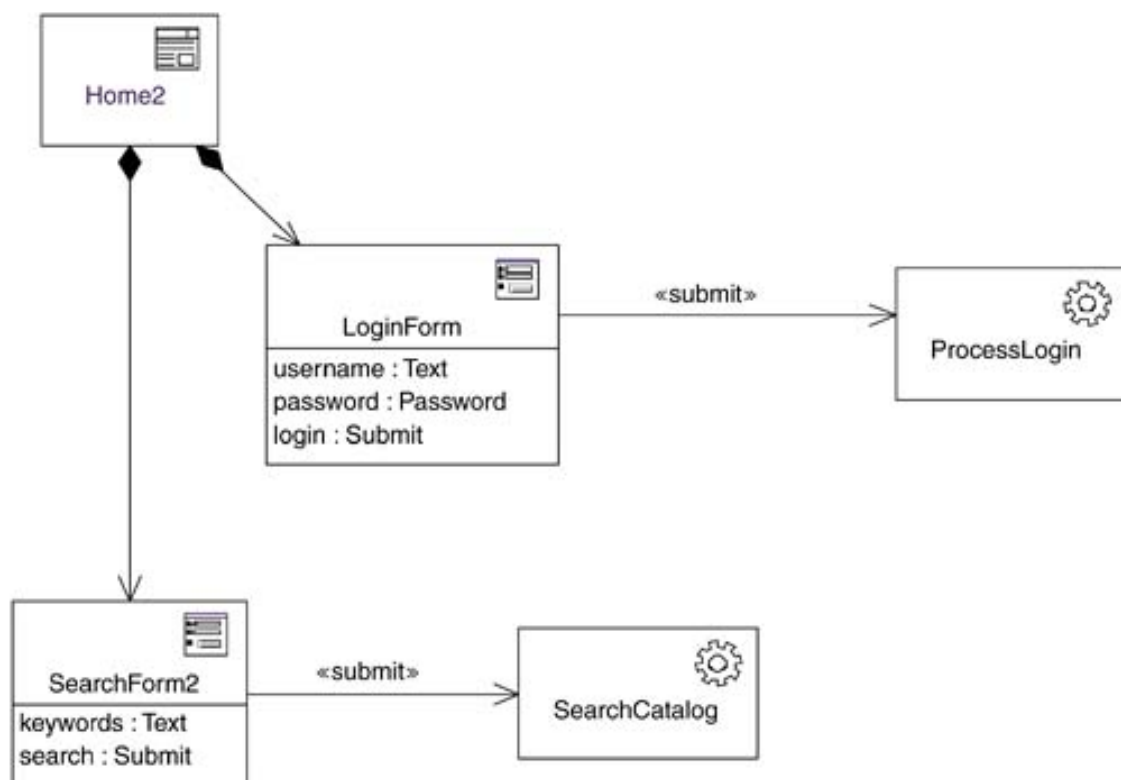 Home2
LoginForm
username : Text
password : Password
login : Submit
«submit»
ProcessLogin
SearchForm2
keywords : Text
search : Submit
«submit»
SearchCatalog